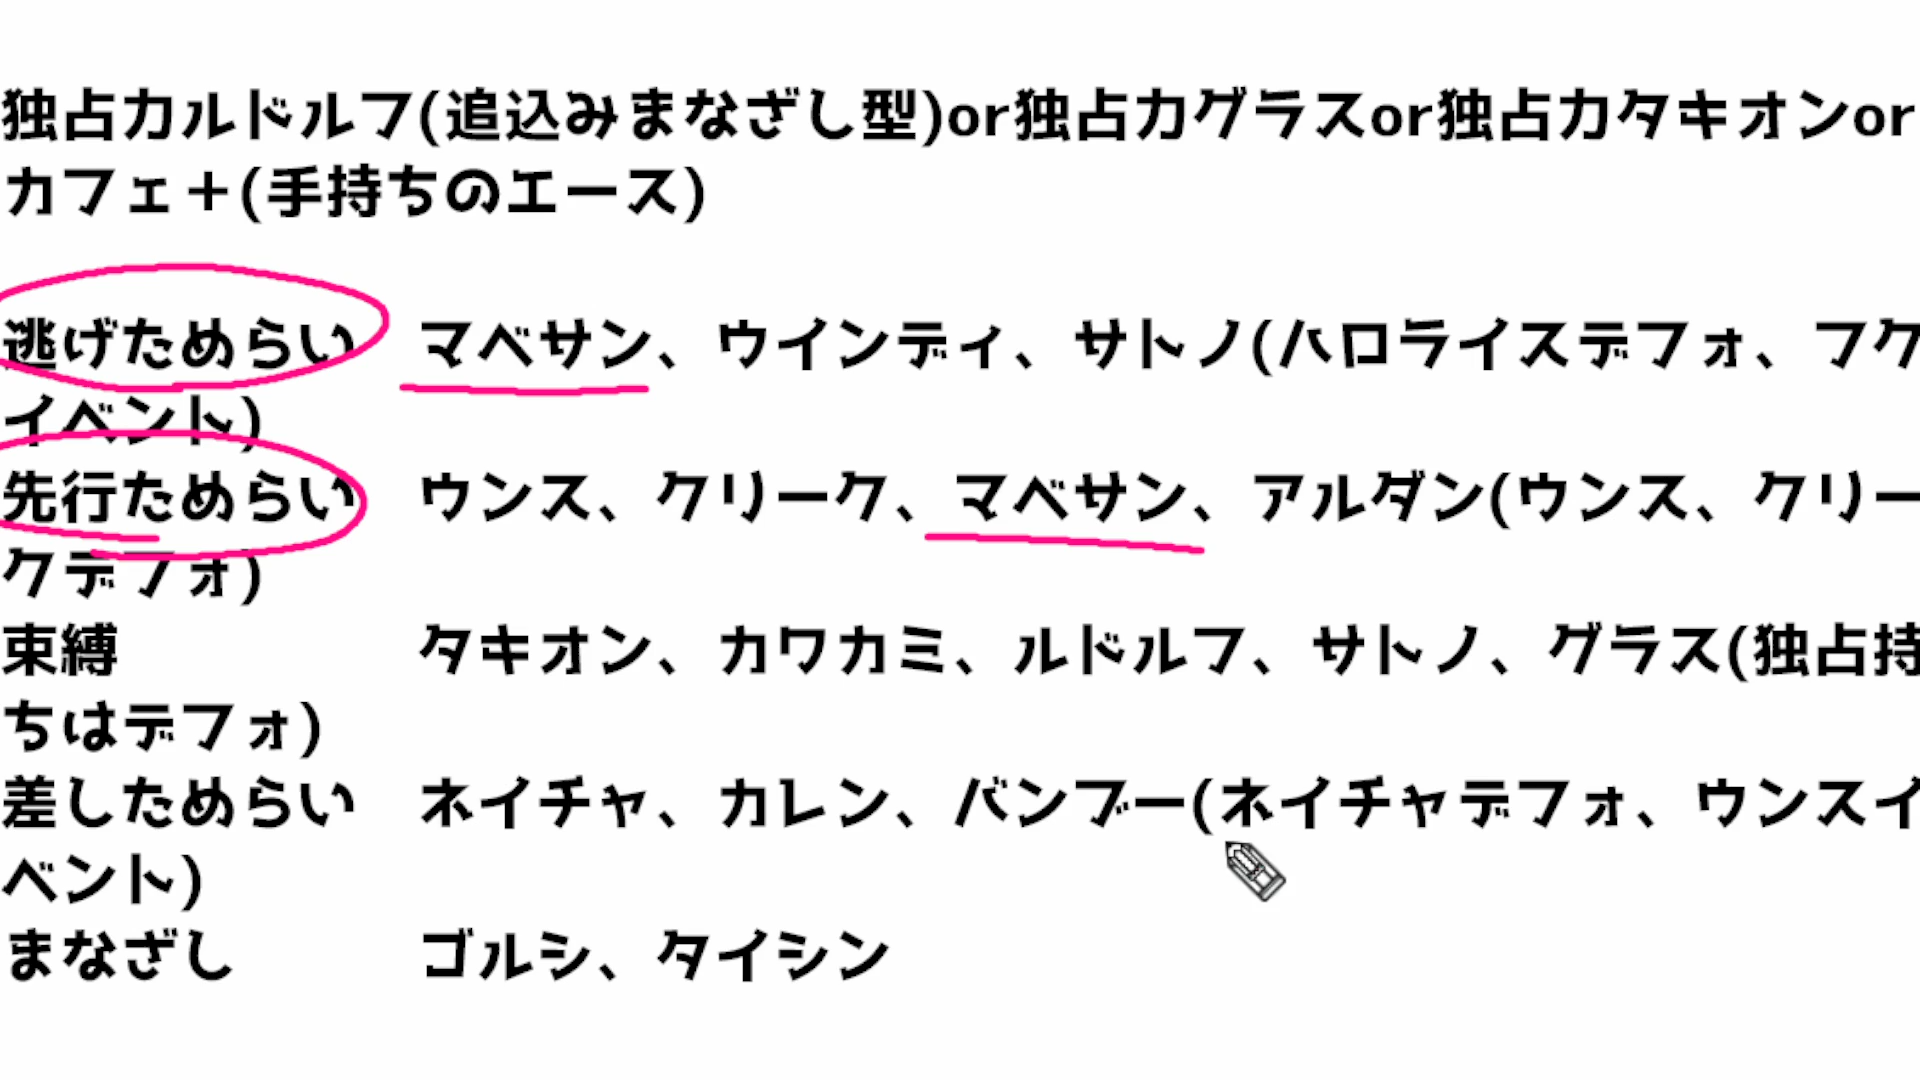 独占力ルドルフ(追込みまなざし型)or独占力グラスor独占力タキオンor
カフェ＋(手持ちのエース)
逃げためらい　マベサン、ウインディ、サトノ(ハロライスデフォ、フク
イベント)
先行ためらい　ウンス、クリーク、マベサン、アルダン(ウンス、クリー
クデフォ)
束縛　　　　　タキオン、カワカミ、ルドルフ、サトノ、グラス(独占持
ちはデフォ)
差しためらい　ネイチャ、カレン、バンブー(ネイチャデフォ、ウンスイ
ベント)
まなざし　　　ゴルシ、タイシン